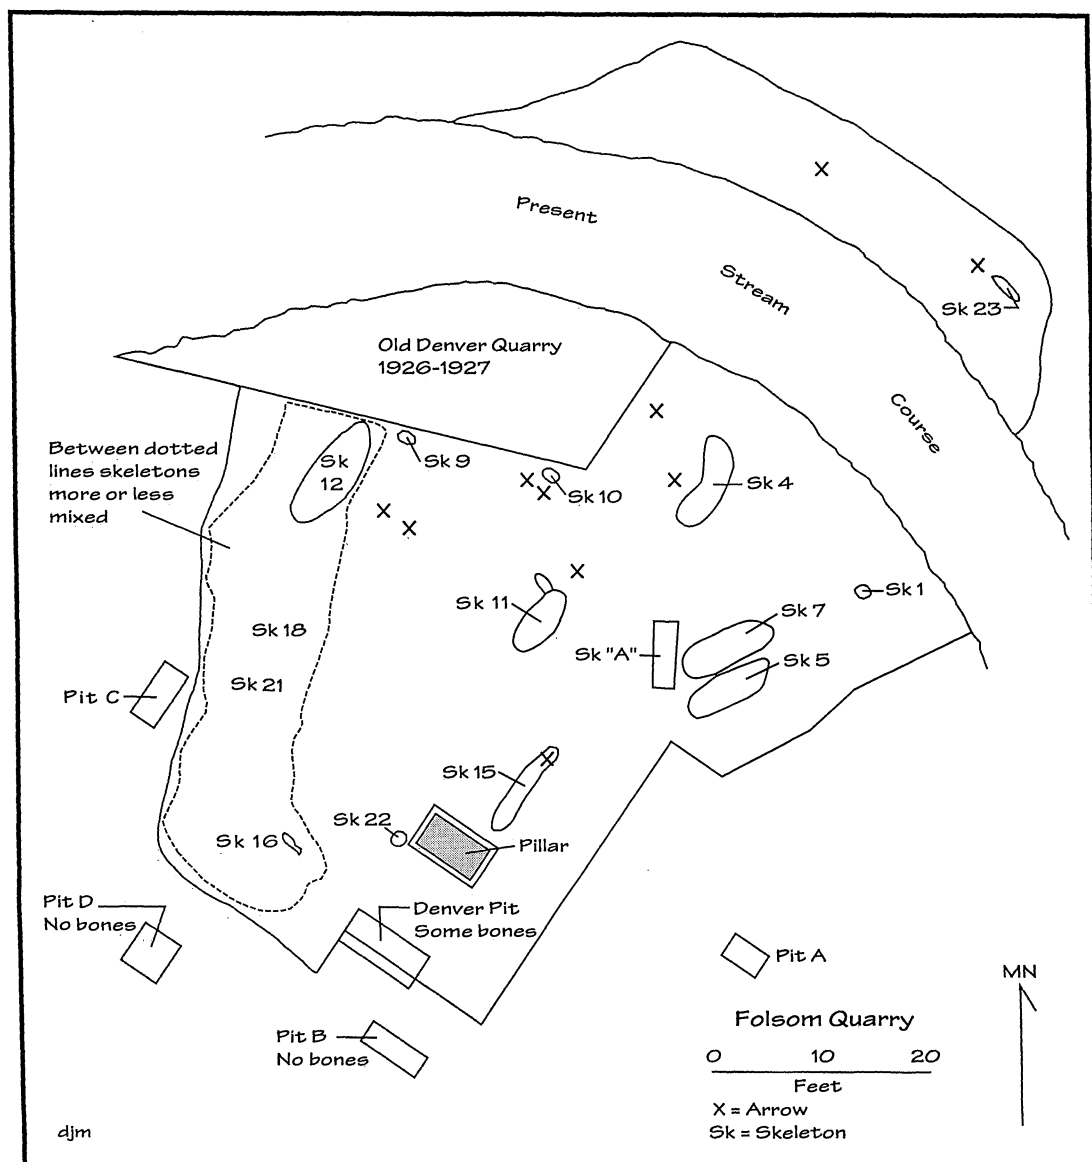 Present
Stream
Sk 23
Old Denver Quarry
1926-1927
Course
Between dotted
lines skeletons
more or less
mixed
Sk
12
Sk 9
Sk 10
Sk 4
Sk 11
Sk 1
Sk 7
Sk "A"
Sk 5
Sk 18
Sk 21
Pit C
Sk 15
Sk 22
Sk 16
Pillar
Pit D
No bones
Denver Pit
Some bones
Pit A
MN
Pit B
No bones
Folsom Quarry
0 10 20
Feet
X = Arrow
Sk = Skeleton
djm